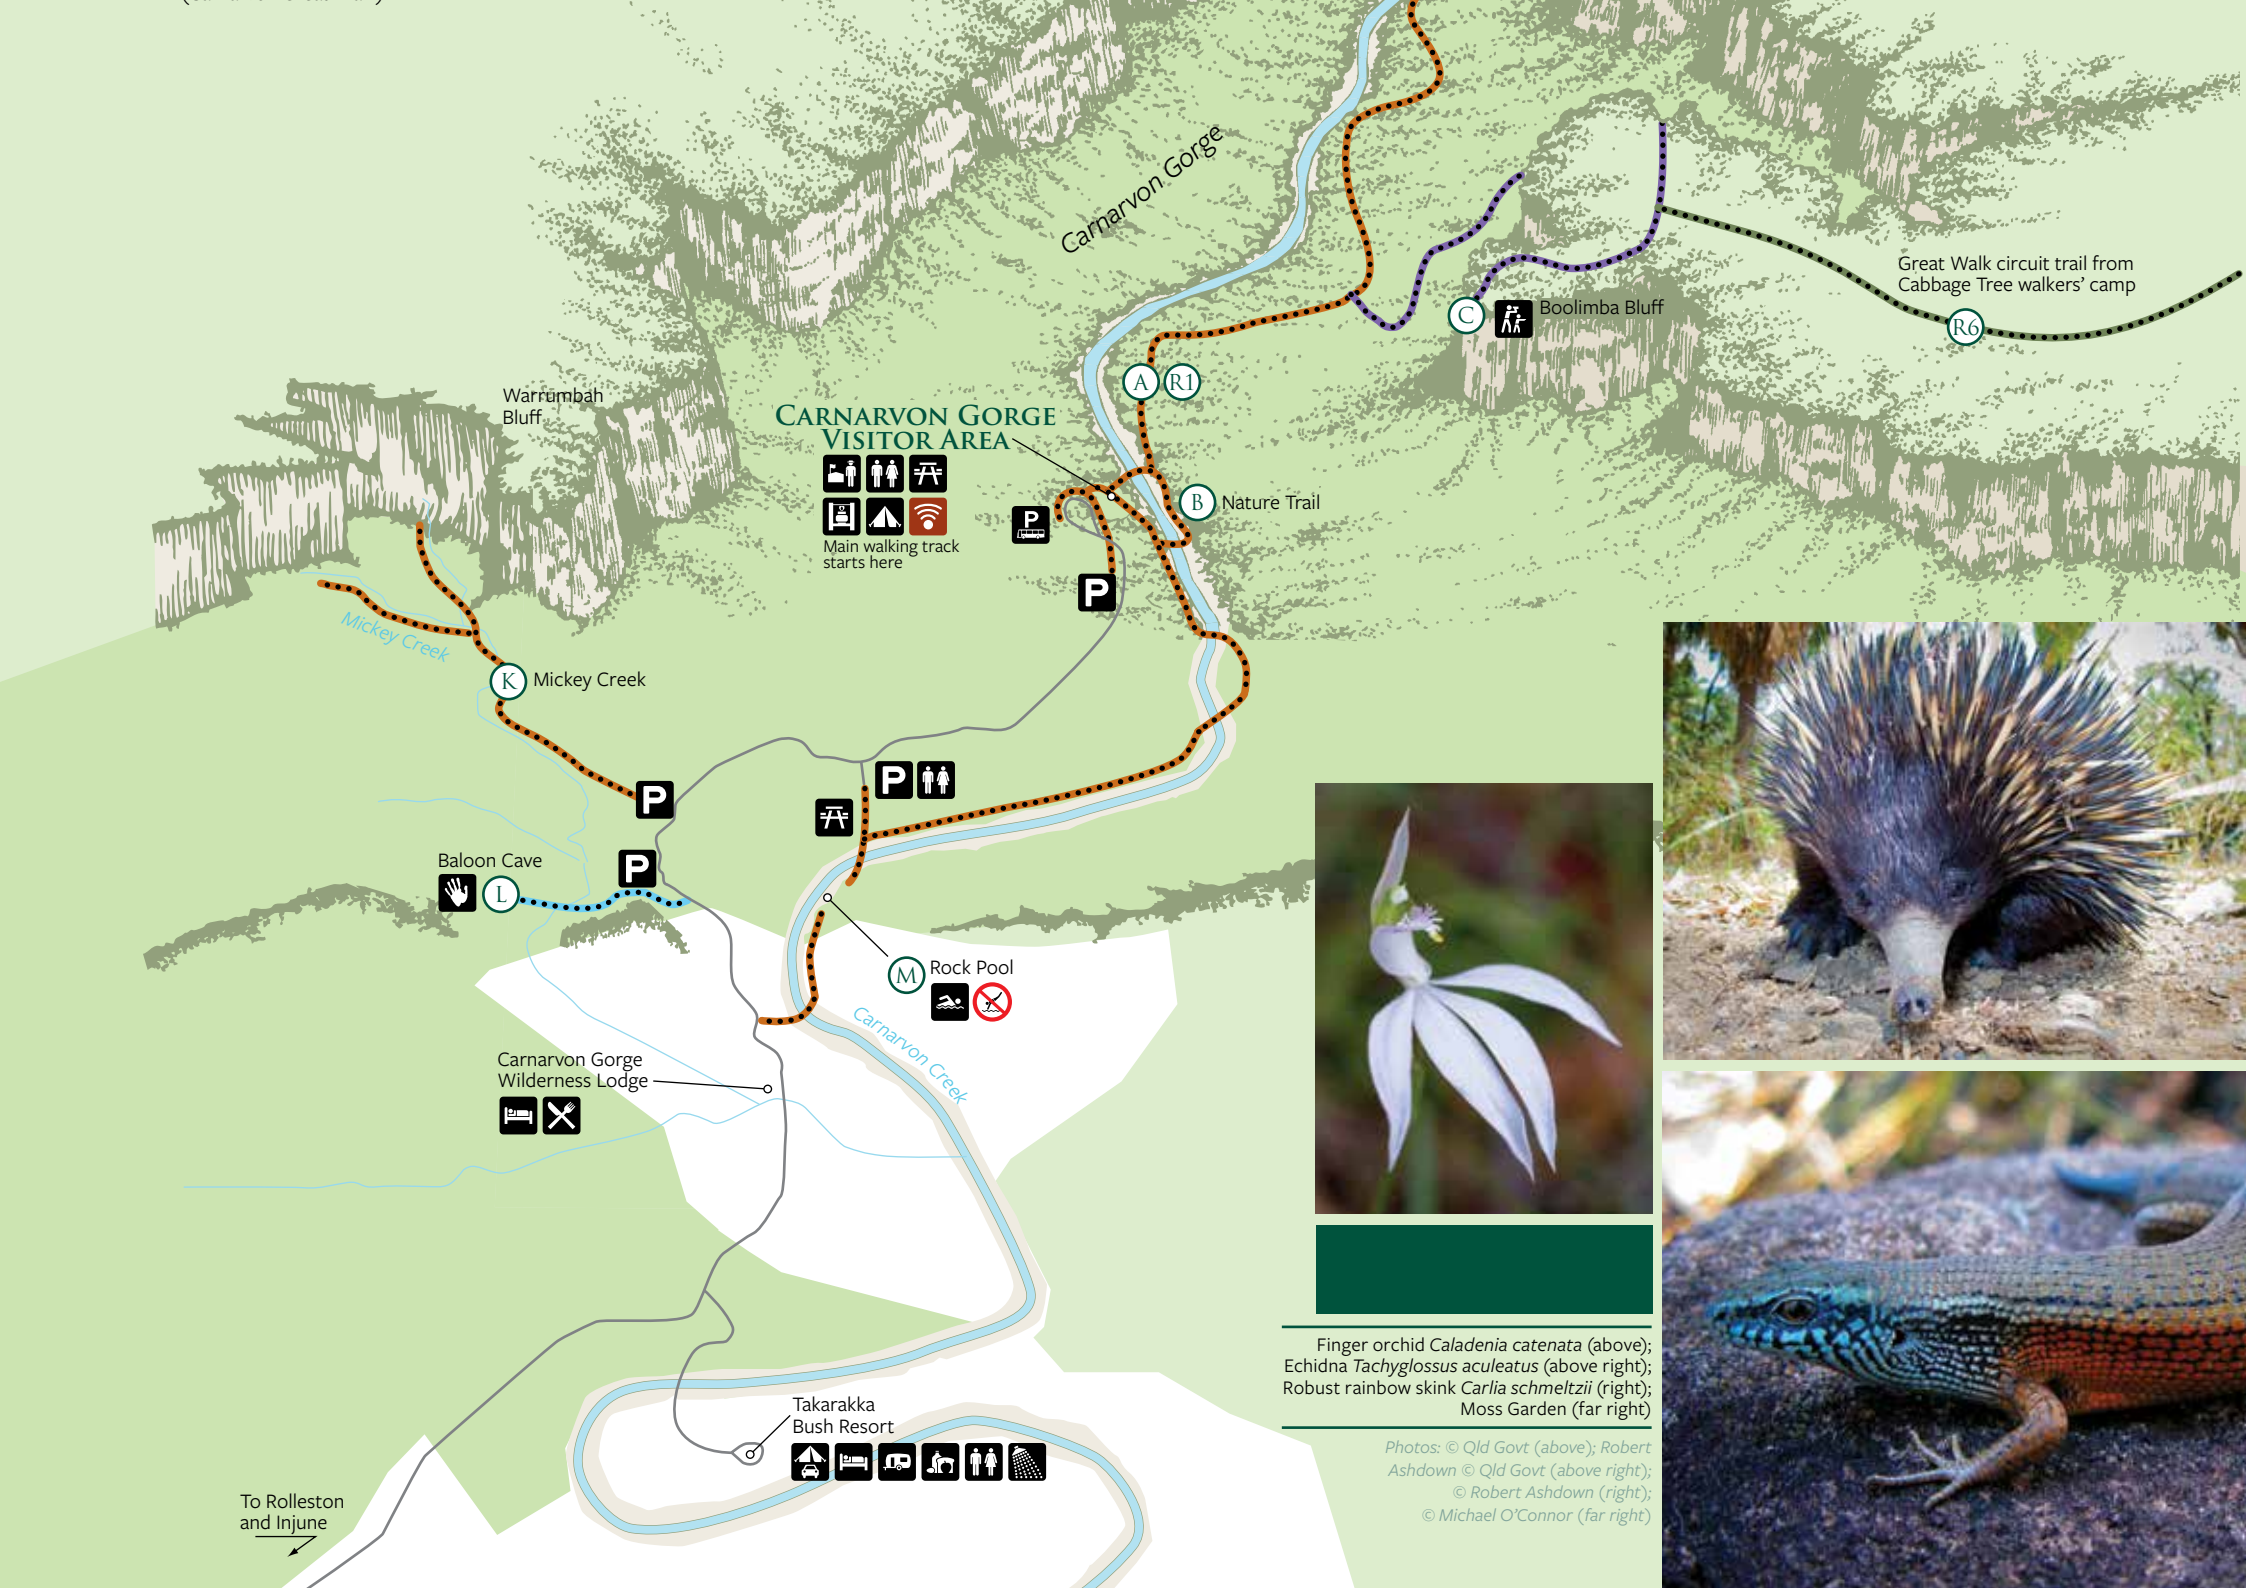 Carnarvon Gorge
Great Walk circuit trail from
Cabbage Tree walkers' camp
R6
C
Boolimba Bluff
A
R1
Warrumbah
Bluff
CARNARVON GORGE
VISITOR AREA
Main walking track
starts here
P
B
Nature Trail
P
Mickey Creek
K
Mickey Creek
P
P
P
Baloon Cave
L
M
Rock Pool
Carnarvon Creek
Carnarvon Gorge
Wilderness Lodge
Takarakka
Bush Resort
To Rolleston
and Injune
Finger orchid Caladenia catenata (above);
Echidna Tachyglossus aculeatus (above right);
Robust rainbow skink Carlia schmeltzii (right);
Moss Garden (far right)
Photos: © Qld Govt (above); Robert
Ashdown © Qld Govt (above right);
© Robert Ashdown (right);
© Michael O'Connor (far right)